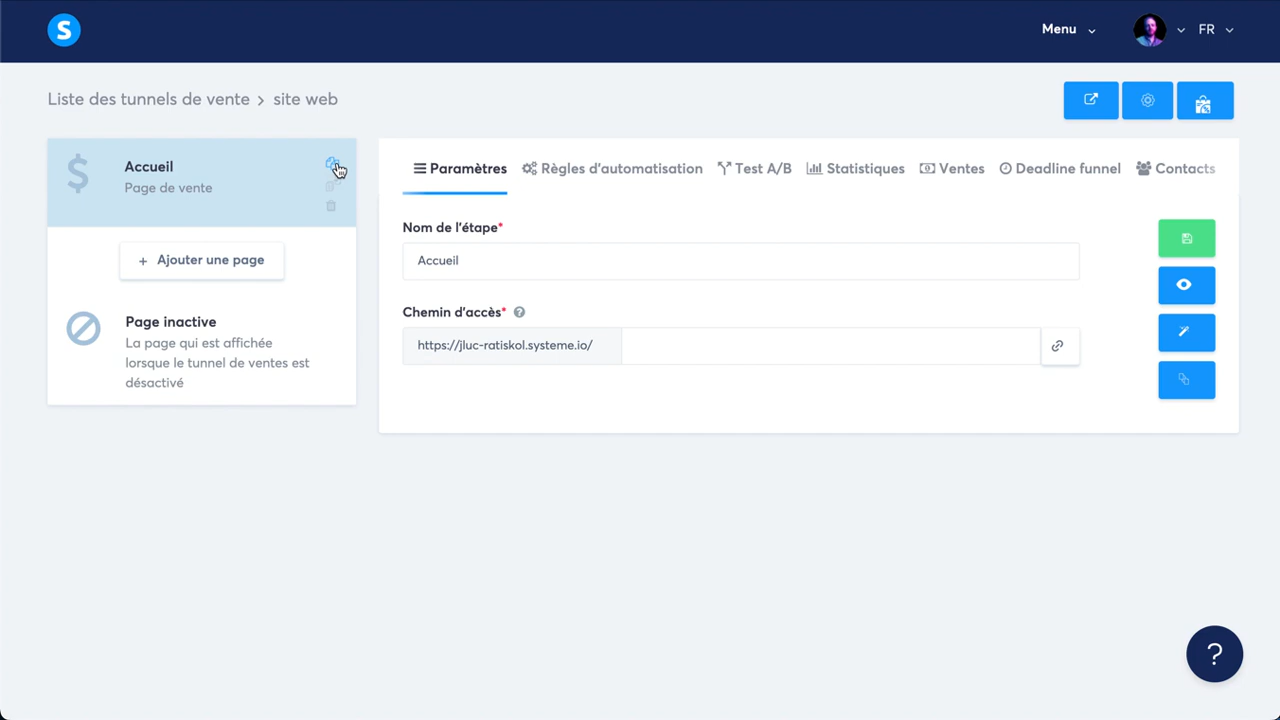 S
Menu
FR
Liste des tunnels de vente > site web
Accueil
Page de vente
+ Ajouter une page
Page inactive
La page qui est affichée
lorsque le tunnel de ventes est
désactivé
Paramètres Règles d'automatisation Test A/B Statistiques Ventes Deadline funnel Contacts
Nom de l'étape*
Accueil
Chemin d'accès* ?
https://jluc-ratiskol.systeme.io/
?